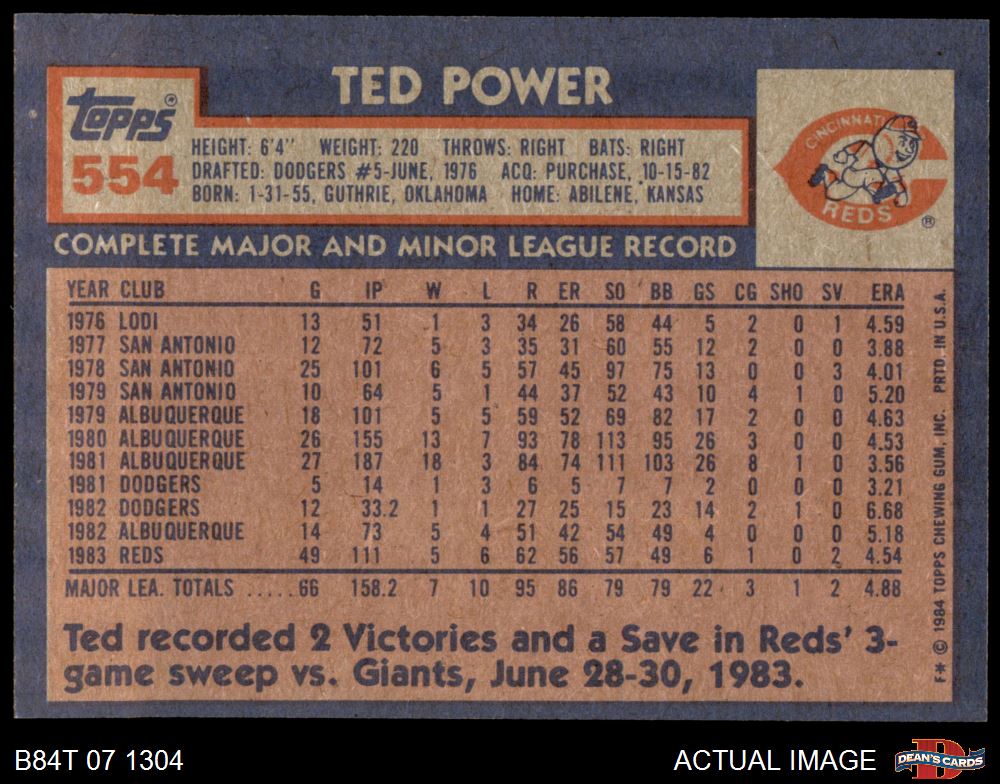 TED POWER
Topps®
554
HEIGHT: 6'4" WEIGHT: 220 THROWS: RIGHT BATS: RIGHT
DRAFTED: DODGERS #5-JUNE, 1976 ACQ: PURCHASE, 10-15-82
BORN: 1-31-55, GUTHRIE, OKLAHOMA HOME: ABILENE, KANSAS
CINCINNATI
REDS
®
COMPLETE MAJOR AND MINOR LEAGUE RECORD
YEAR CLUB G IP W L R ER SO BB GS CG SHO SV ERA
1976 LODI 13 51 1 3 34 26 58 44 5 2 0 1 4.59
1977 SAN ANTONIO 12 72 5 3 35 31 60 55 12 2 0 0 3.88
1978 SAN ANTONIO 25 101 6 5 57 45 97 75 13 0 0 3 4.01
1979 SAN ANTONIO 10 64 5 1 44 37 52 43 10 4 1 0 5.20
1979 ALBUQUERQUE 18 101 5 5 59 52 69 82 17 2 0 0 4.63
1980 ALBUQUERQUE 26 155 13 7 93 78 113 95 26 3 0 0 4.53
1981 ALBUQUERQUE 27 187 18 3 84 74 111 103 26 8 1 0 3.56
1981 DODGERS 5 14 1 3 6 5 7 7 2 0 0 0 3.21
1982 DODGERS 12 33.2 1 1 27 25 15 23 14 2 1 0 6.68
1982 ALBUQUERQUE 14 73 5 4 51 42 54 49 4 0 0 0 5.18
1983 REDS 49 111 5 6 62 56 57 49 6 1 0 2 4.54
MAJOR LEA. TOTALS .....66 158.2 7 10 95 86 79 79 22 3 1 2 4.88
Ted recorded 2 Victories and a Save in Reds' 3-
game sweep vs. Giants, June 28-30, 1983.
F* © 1984 TOPPS CHEWING GUM, INC. PRTD. IN U.S.A.
B84T 07 1304
ACTUAL IMAGE
D
DEAN'S CARDS